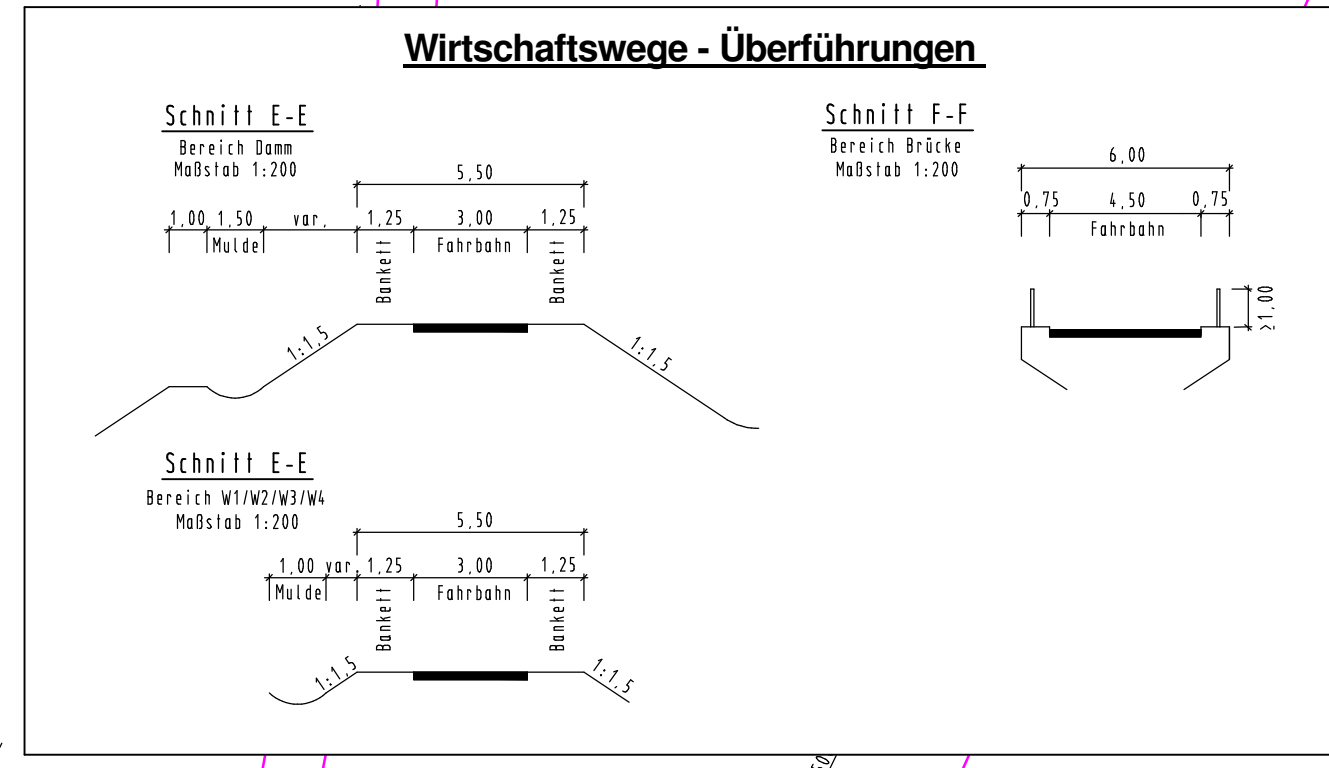 Wirtschaftswege - Überführungen
Schnitt E-E
Bereich Damm
Maßstab 1:200
5,50
1,00 1,50 var. 1,25 3,00 1,25
Mulde Fahrbahn
Bankett
Bankett
1:1,5
1:1,5
Schnitt F-F
Bereich Brücke
Maßstab 1:200
6,00
0,75 4,50 0,75
Fahrbahn
≥1,00
Schnitt E-E
Bereich W1/W2/W3/W4
Maßstab 1:200
5,50
1,00 var. 1,25 3,00 1,25
Mulde Fahrbahn
Bankett
Bankett
1:1,5
1:1,5